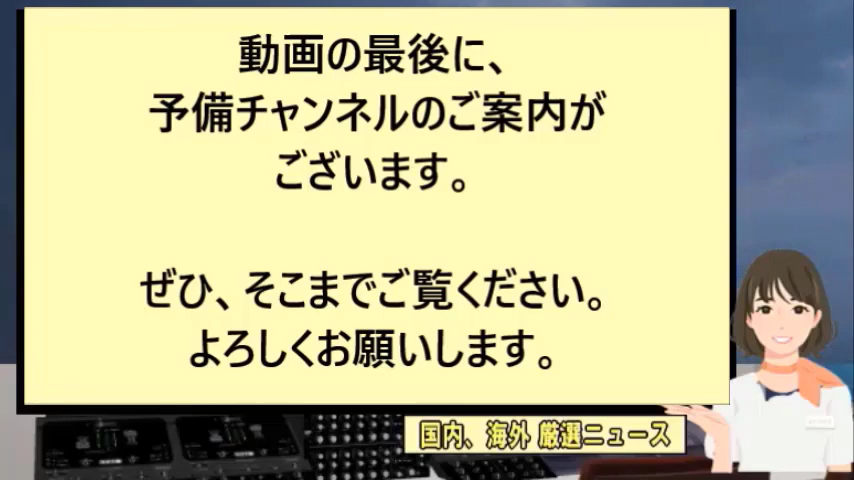 動画の最後に、
予備チャンネルのご案内が
ございます。
ぜひ、そこまでご覧ください。
よろしくお願いします。
国内、海外 厳選ニュース